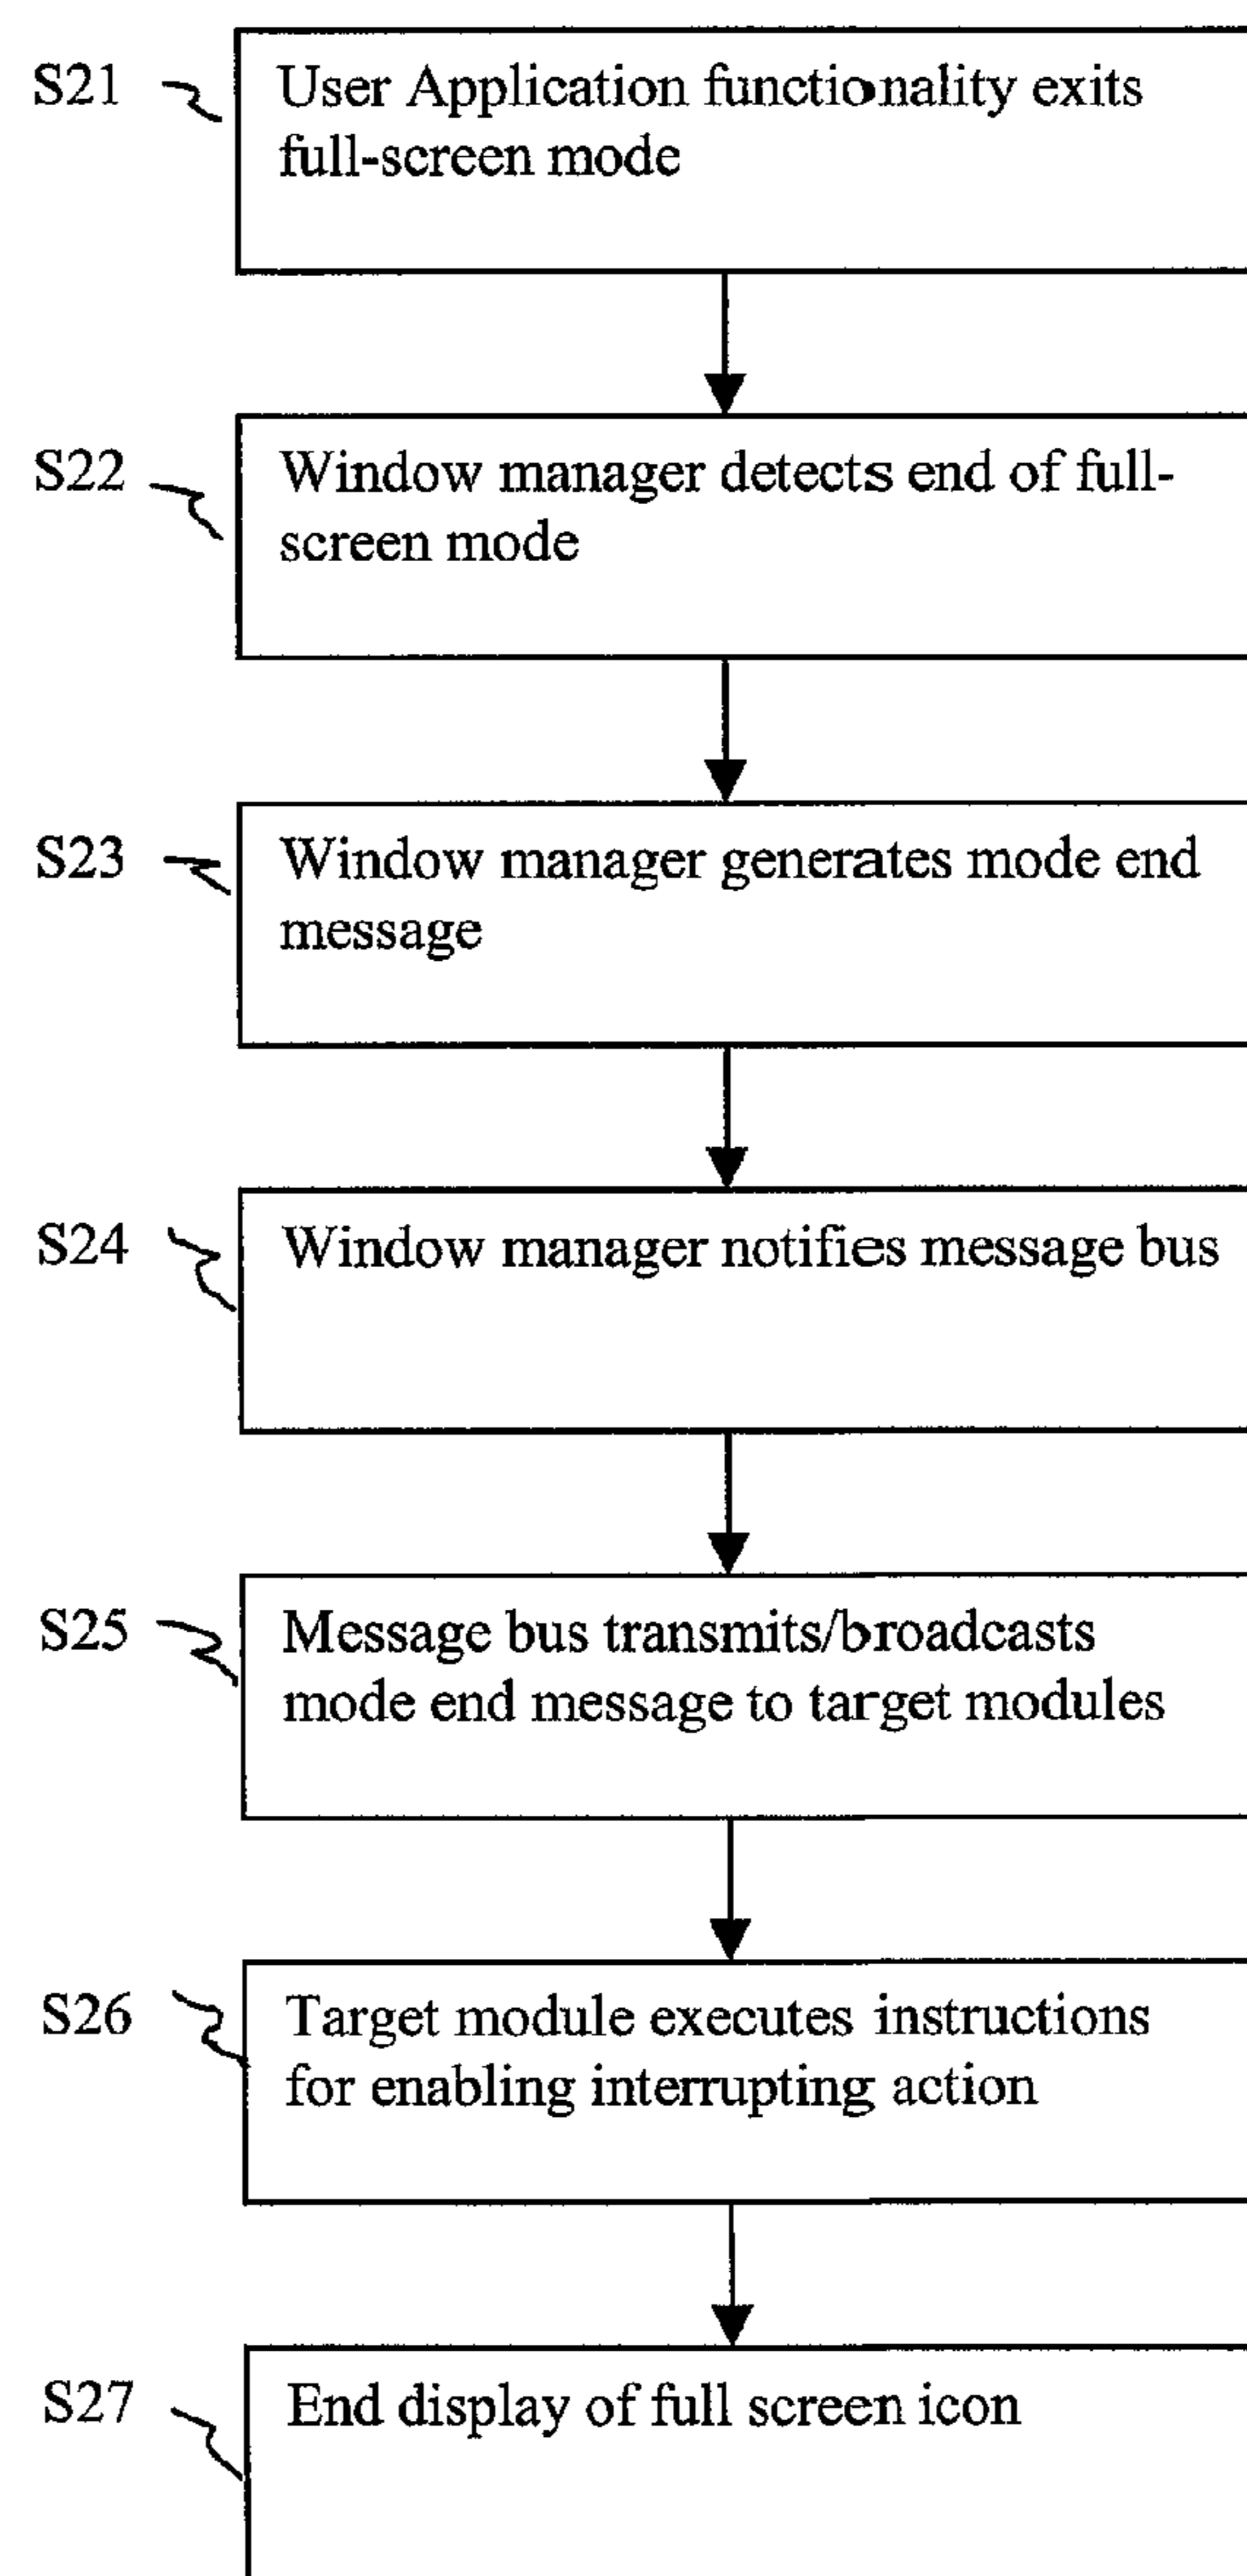 S21
User Application functionality exits
full-screen mode
S22
Window manager detects end of full-
screen mode
S23
Window manager generates mode end
message
S24
Window manager notifies message bus
S25
Message bus transmits/broadcasts
mode end message to target modules
S26
Target module executes instructions
for enabling interrupting action
S27
End display of full screen icon